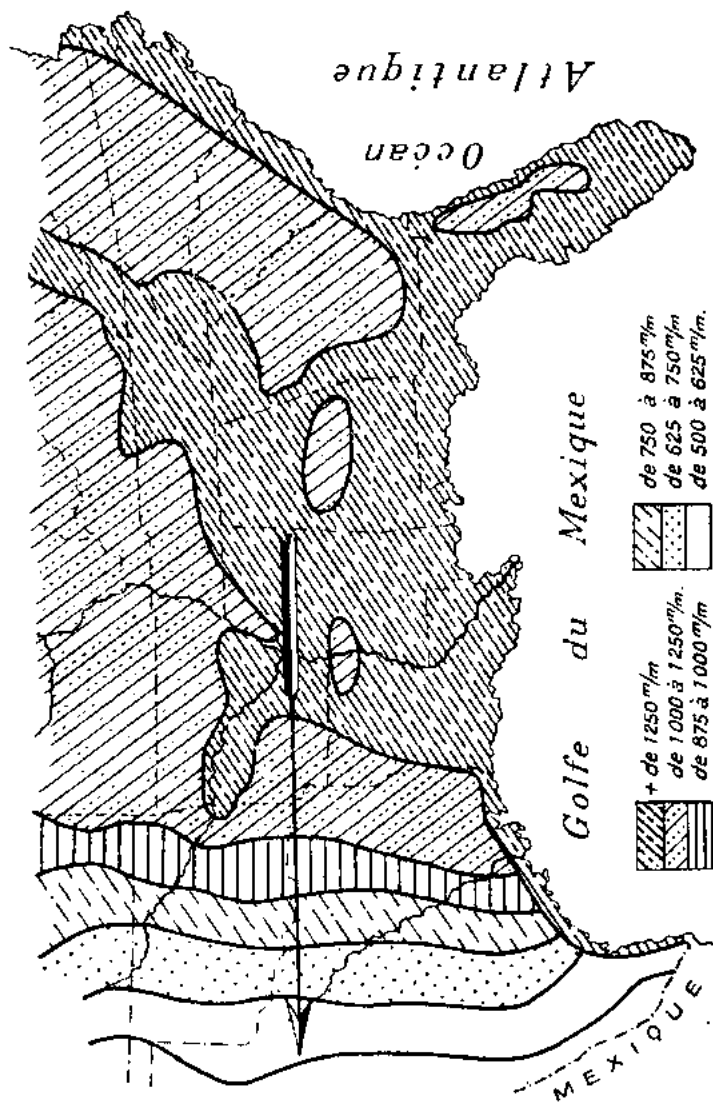 Océan
Atlantique
Golfe du Mexique
MEXIQUE
+ de 1250 m/m
de 1000 à 1250 m/m.
de 875 à 1000 m/m
de 750 à 875 m/m
de 625 à 750 m/m
de 500 à 625 m/m.